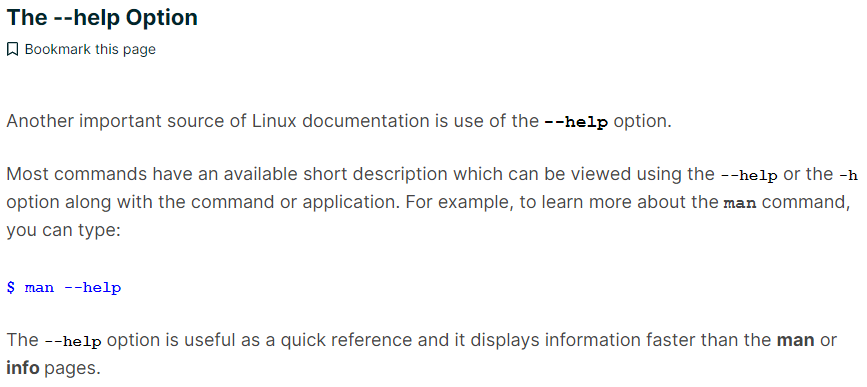 The --help Option
Bookmark this page
Another important source of Linux documentation is use of the --help option.
Most commands have an available short description which can be viewed using the --help or the -h
option along with the command or application. For example, to learn more about the man command,
you can type:
$ man --help
The --help option is useful as a quick reference and it displays information faster than the man or
info pages.